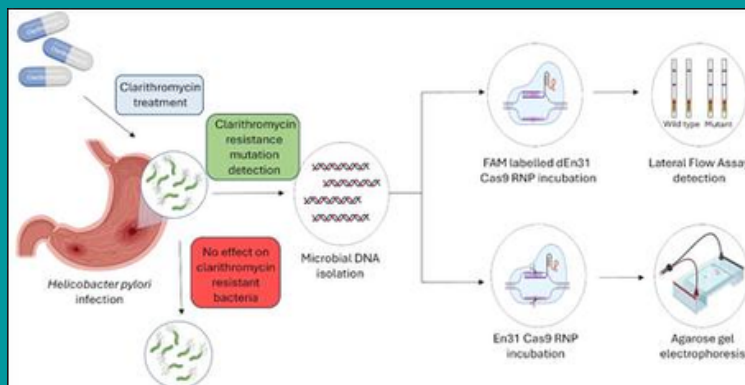 Clarithromycin
treatment
Clarithromycin
resistance
mutation
detection
No effect on
clarithromycin
resistant
bacteria
Helicobacter pylori
infection
Microbial DNA
isolation
FAM labelled dEn31
Cas9 RNP incubation
Wild type Mutant
Lateral Flow Assay
detection
En31 Cas9 RNP
incubation
Agarose gel
electrophoresis